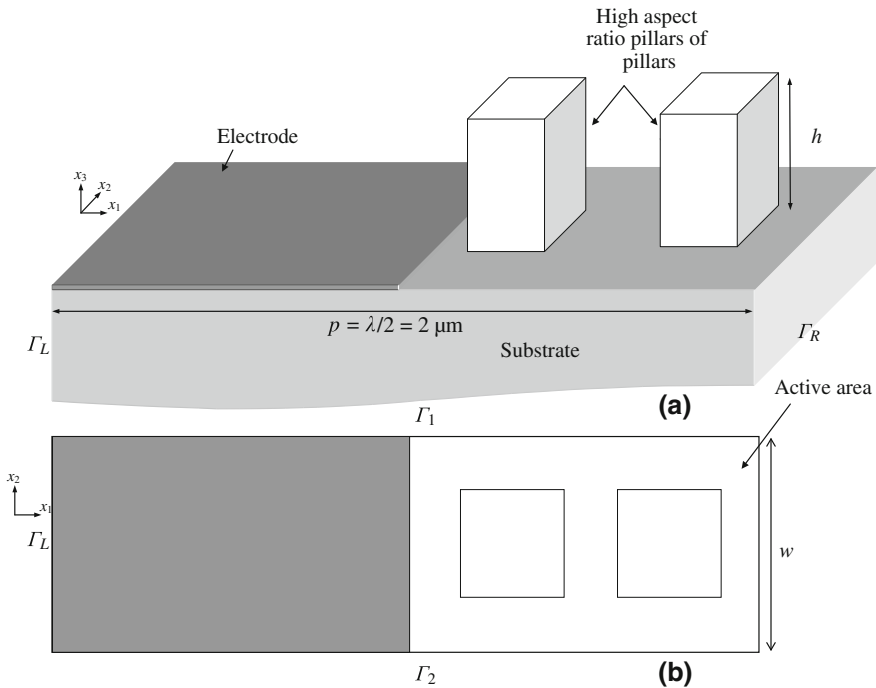 High aspect
ratio pillars of
pillars
Electrode
h
x3
x2
x1
p = λ/2 = 2 μm
ΓL
Substrate
ΓR
(a)
Active area
Γ1
x2
x1
ΓL
w
Γ2
(b)